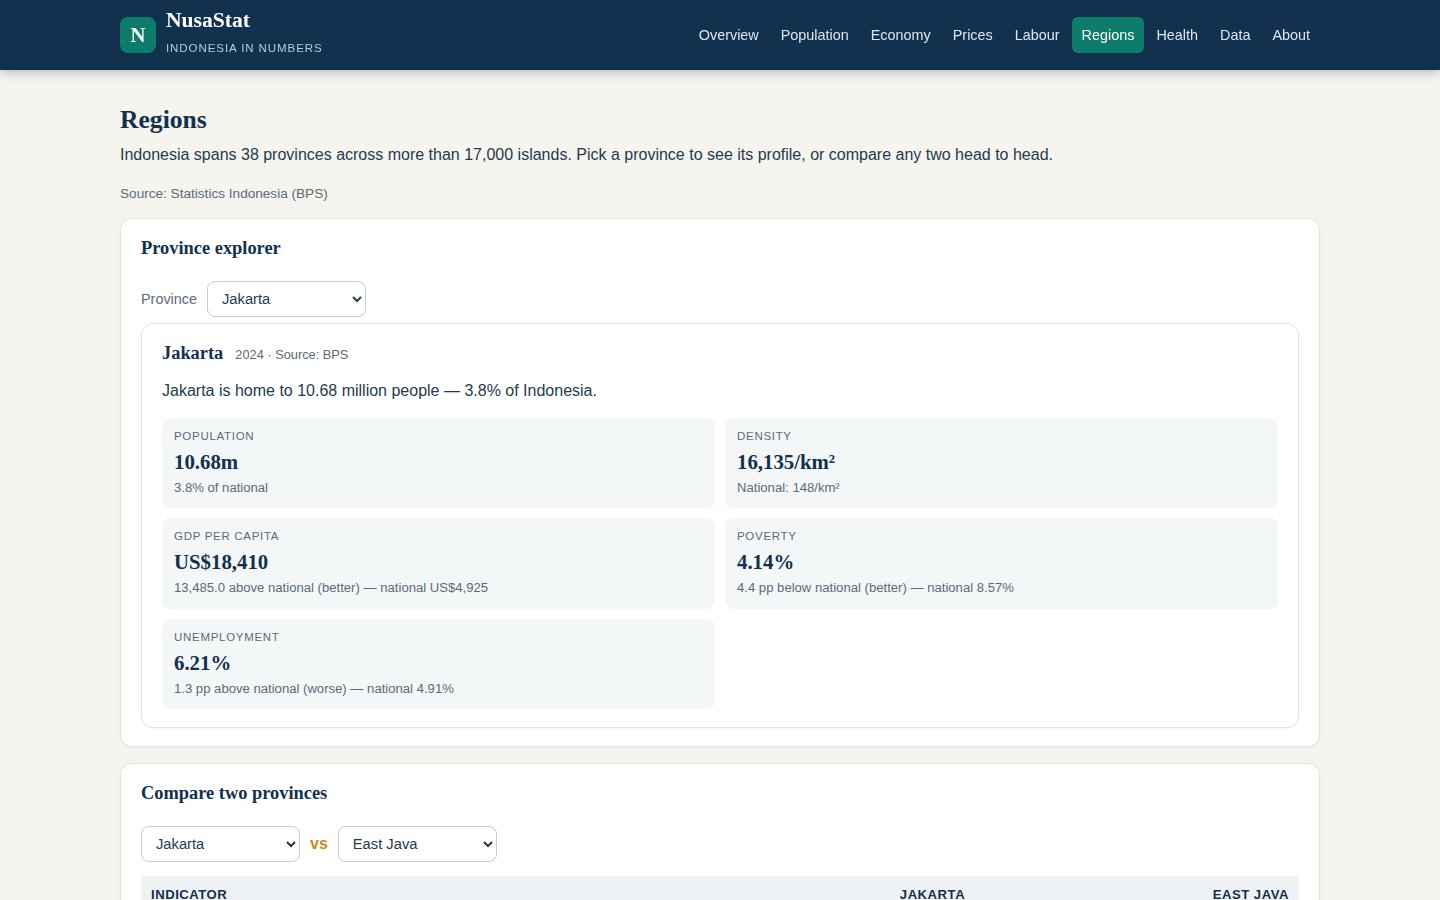 N
NusaStat
INDONESIA IN NUMBERS
Overview Population Economy Prices Labour Regions Health Data About
Regions
Indonesia spans 38 provinces across more than 17,000 islands. Pick a province to see its profile, or compare any two head to head.
Source: Statistics Indonesia (BPS)
Province explorer
Province Jakarta
Jakarta 2024 · Source: BPS
Jakarta is home to 10.68 million people — 3.8% of Indonesia.
POPULATION
10.68m
3.8% of national
DENSITY
16,135/km²
National: 148/km²
GDP PER CAPITA
US$18,410
13,485.0 above national (better) — national US$4,925
POVERTY
4.14%
4.4 pp below national (better) — national 8.57%
UNEMPLOYMENT
6.21%
1.3 pp above national (worse) — national 4.91%
Compare two provinces
Jakarta vs East Java
INDICATOR JAKARTA EAST JAVA